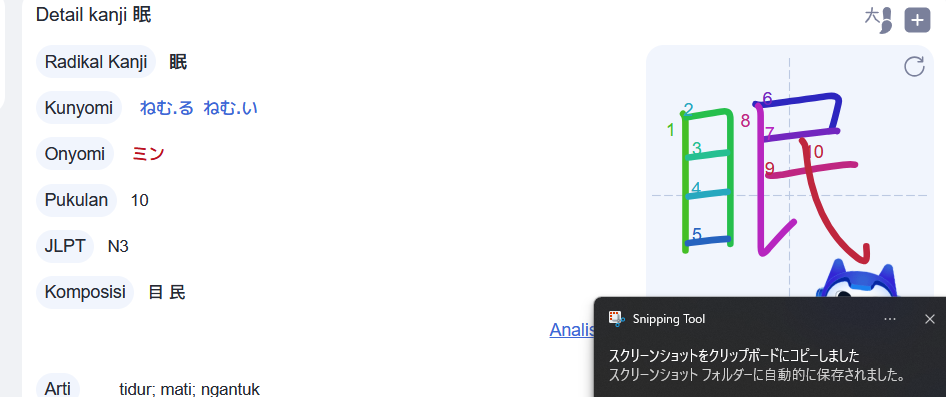 Detail kanji 眠
大
Radikal Kanji 眠
Kunyomi ねむ.る ねむ.い
Onyomi ミン
Pukulan 10
JLPT N3
Komposisi 目 民
1 2 3 4 5 6 7 8 9 10
眠
Analis
Arti tidur; mati; ngantuk
Snipping Tool
スクリーンショットをクリップボードにコピーしました
スクリーンショット フォルダーに自動的に保存されました。